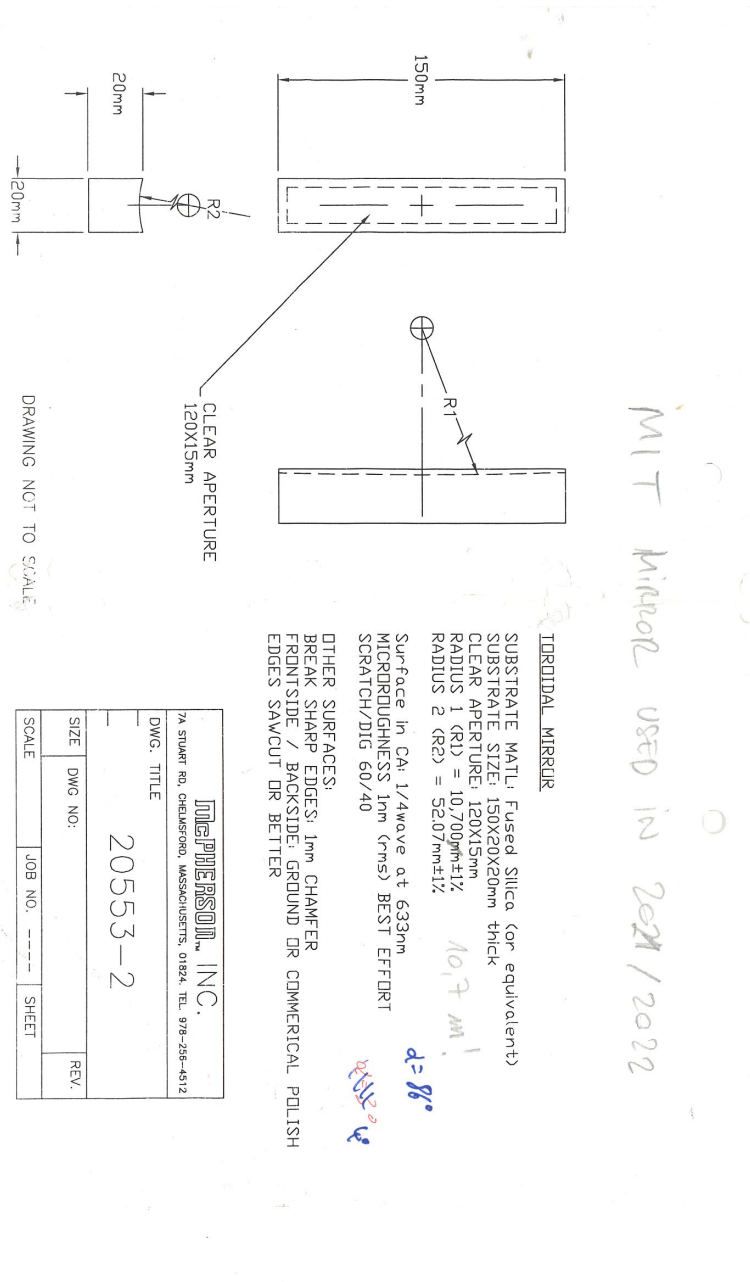 MIT MIRROR USED IN 2021/2022
150mm
20mm
20mm
R2
R1
CLEAR APERTURE
120X15mm
DRAWING NOT TO SCALE
TOROIDAL MIRROR
SUBSTRATE MATL: Fused Silica (or equivalent)
SUBSTRATE SIZE: 150X20X20mm thick
CLEAR APERTURE: 120X15mm
RADIUS 1 (R1) = 10,700mm±1%
RADIUS 2 (R2) = 52.07mm±1%
10,7 m!
Surface in CA: 1/4wave at 633nm
MICROROUGHNESS 1nm (rms) BEST EFFORT
SCRATCH/DIG 60/40
α= 86°
4°
OTHER SURFACES:
BREAK SHARP EDGES: 1mm CHAMFER
FRONTSIDE / BACKSIDE: GROUND OR COMMERICAL POLISH
EDGES SAWCUT OR BETTER
McPHERSON™ INC.
7A STUART RD, CHELMSFORD, MASSACHUSETTS, 01824. TEL. 978-256-4512
DWG. TITLE
20553-2
SIZE DWG NO: REV.
SCALE JOB NO. ---- SHEET